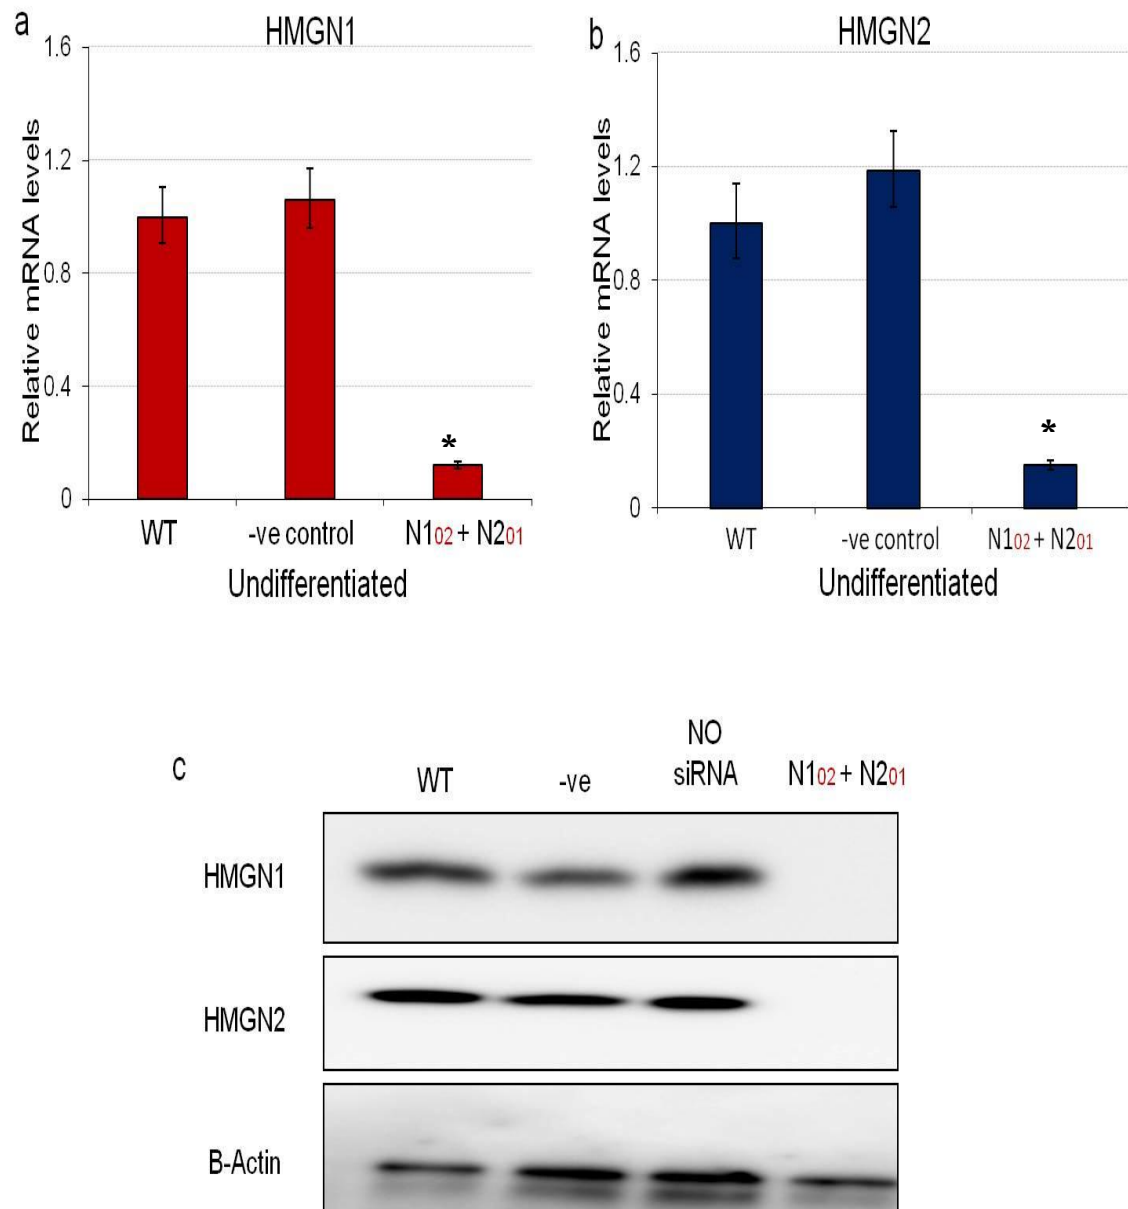 a
HMGN1
Relative mRNA levels
1.6
1.2
0.8
0.4
0
*
WT -ve control N102 + N201
Undifferentiated
b
HMGN2
Relative mRNA levels
1.6
1.2
0.8
0.4
0
*
WT -ve control N102 + N201
Undifferentiated
c
WT -ve NO siRNA N102 + N201
HMGN1
HMGN2
B-Actin